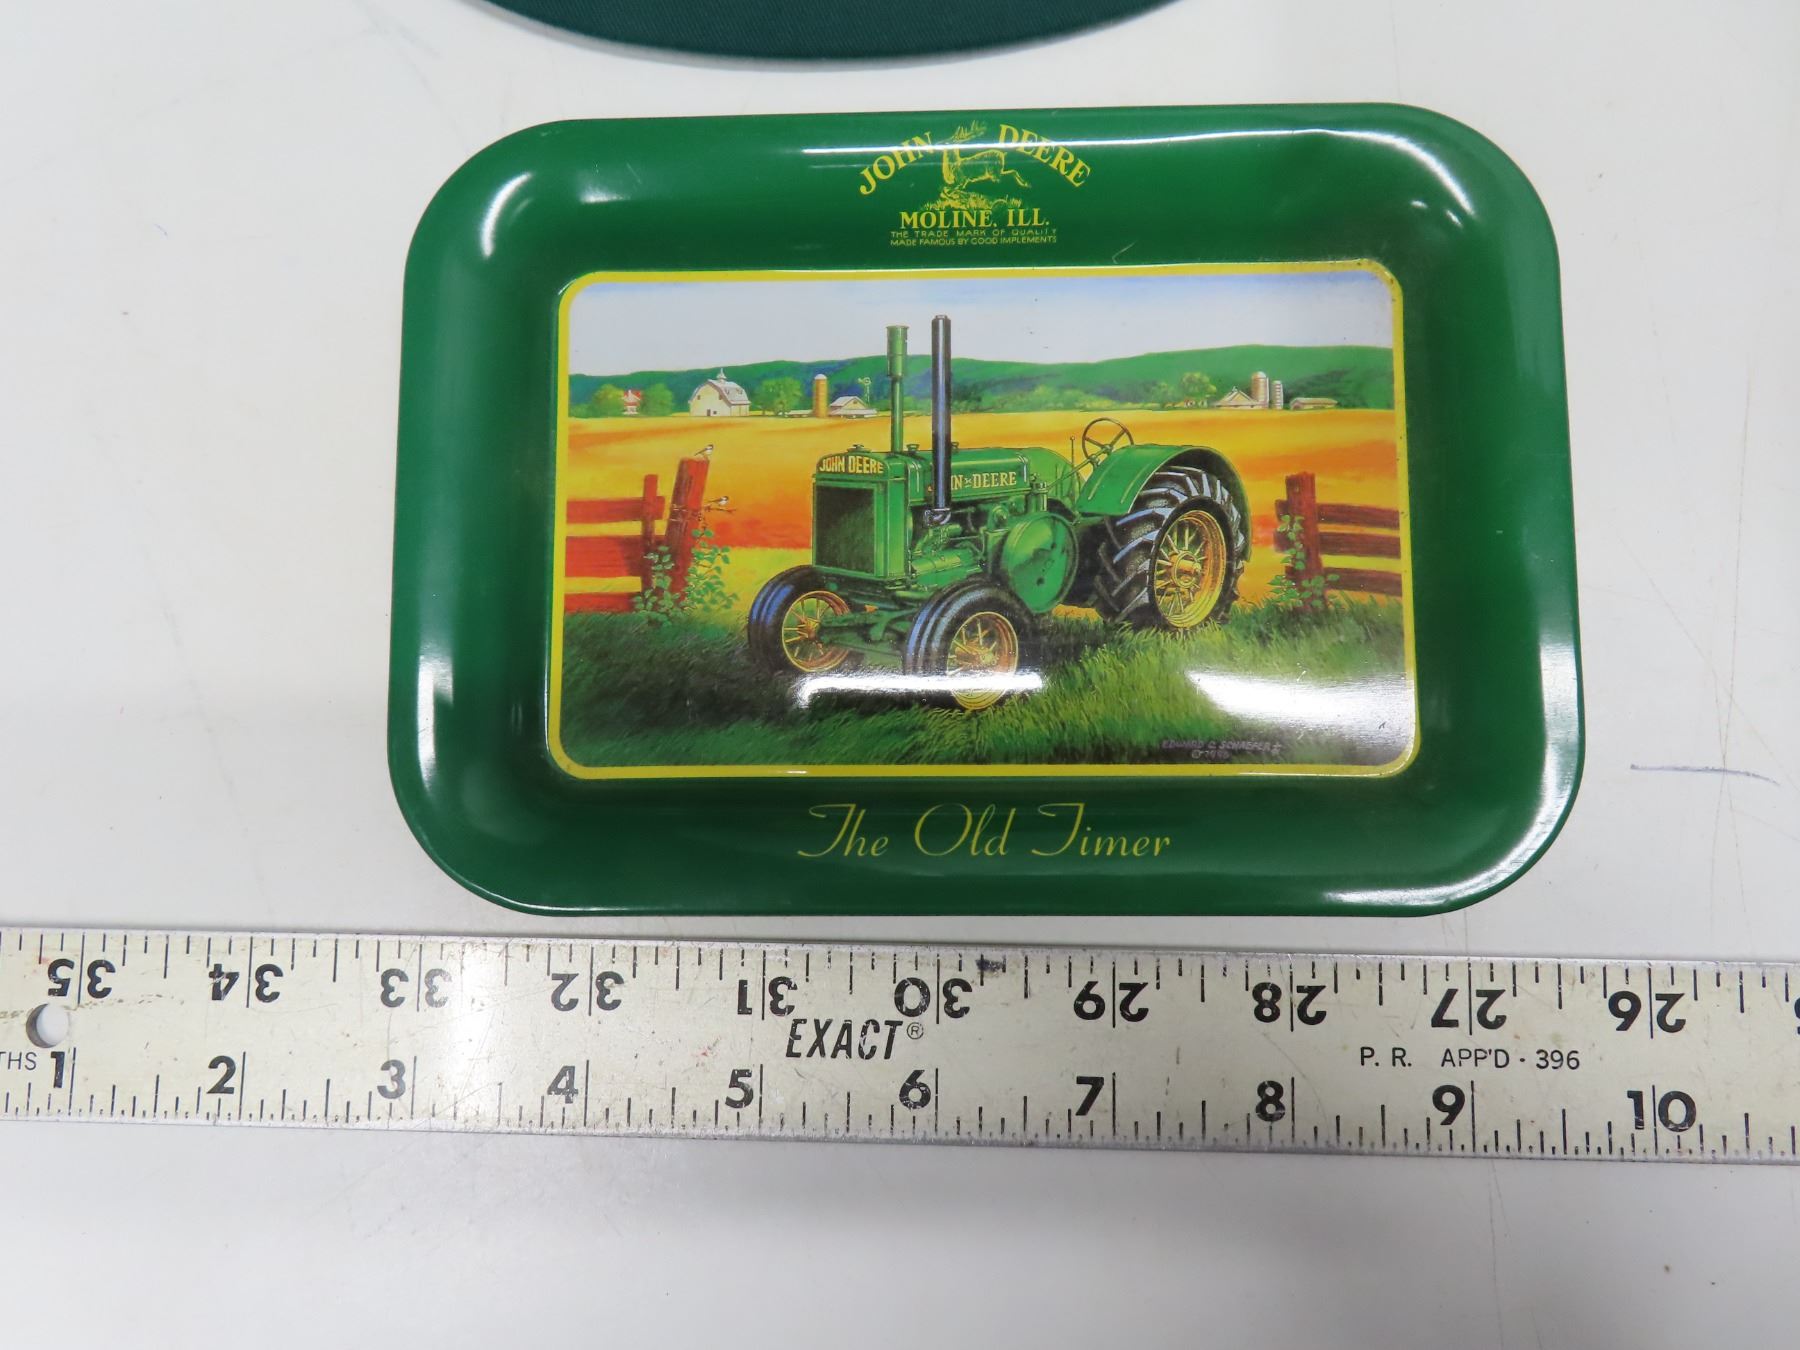 JOHN DEERE
MOLINE, ILL.
THE TRADE MARK OF QUALITY
MADE FAMOUS BY GOOD IMPLEMENTS
JOHN DEERE
N DEERE
EDWARD C. SCHAEFER
The Old Timer
35 34 33 32 31 30 29 28 27 26
EXACT®
P. R. APP'D - 396
THS 1 2 3 4 5 6 7 8 9 10